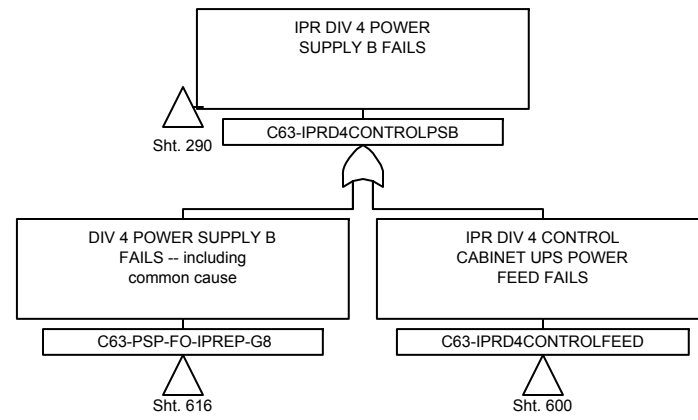 IPR DIV 4 POWER
SUPPLY B FAILS
Sht. 290
C63-IPRD4CONTROLPSB
DIV 4 POWER SUPPLY B
FAILS -- including
common cause
C63-PSP-FO-IPREP-G8
Sht. 616
IPR DIV 4 CONTROL
CABINET UPS POWER
FEED FAILS
C63-IPRD4CONTROLFEED
Sht. 600